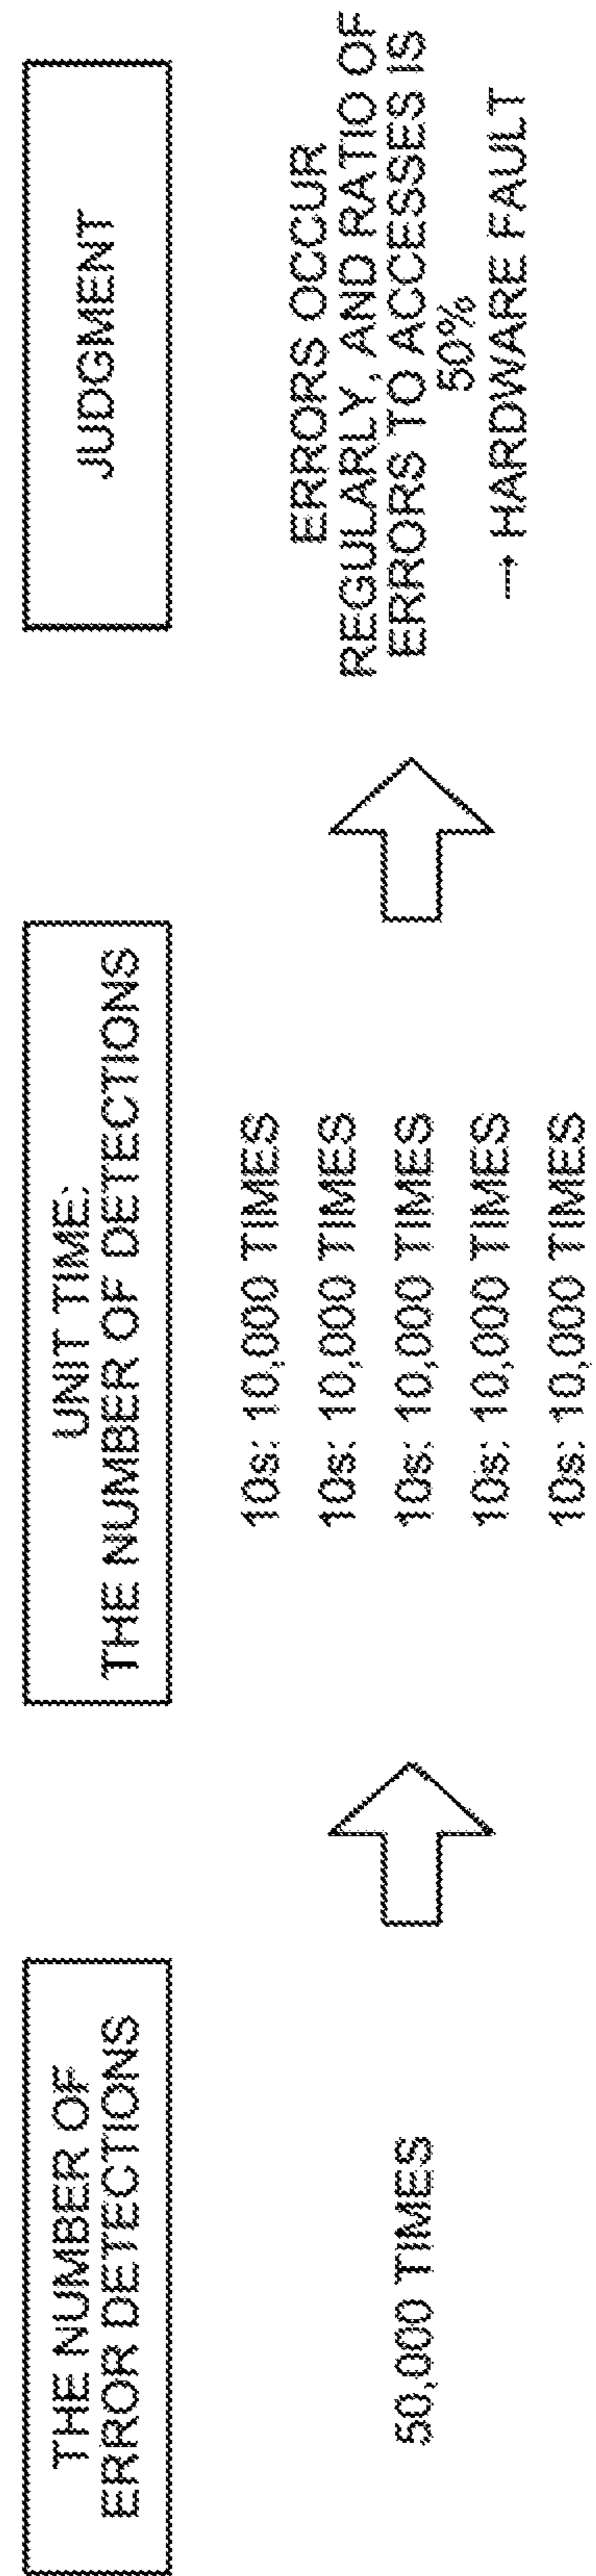 THE NUMBER OF
ERROR DETECTIONS
50,000 TIMES
UNIT TIME:
THE NUMBER OF DETECTIONS
10s: 10,000 TIMES
10s: 10,000 TIMES
10s: 10,000 TIMES
10s: 10,000 TIMES
10s: 10,000 TIMES
JUDGMENT
ERRORS OCCUR
REGULARLY, AND RATIO OF
ERRORS TO ACCESSES IS
50%
→ HARDWARE FAULT